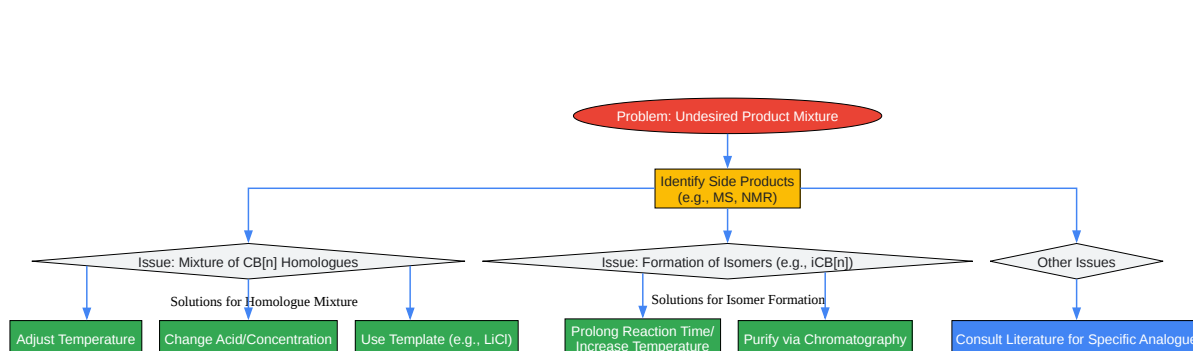 Problem: Undesired Product Mixture
Identify Side Products
(e.g., MS, NMR)
Issue: Mixture of CB[n] Homologues
Issue: Formation of Isomers (e.g., iCB[n])
Other Issues
Solutions for Homologue Mixture
Solutions for Isomer Formation
Adjust Temperature
Change Acid/Concentration
Use Template (e.g., LiCl)
Prolong Reaction Time/
Increase Temperature
Purify via Chromatography
Consult Literature for Specific Analogue